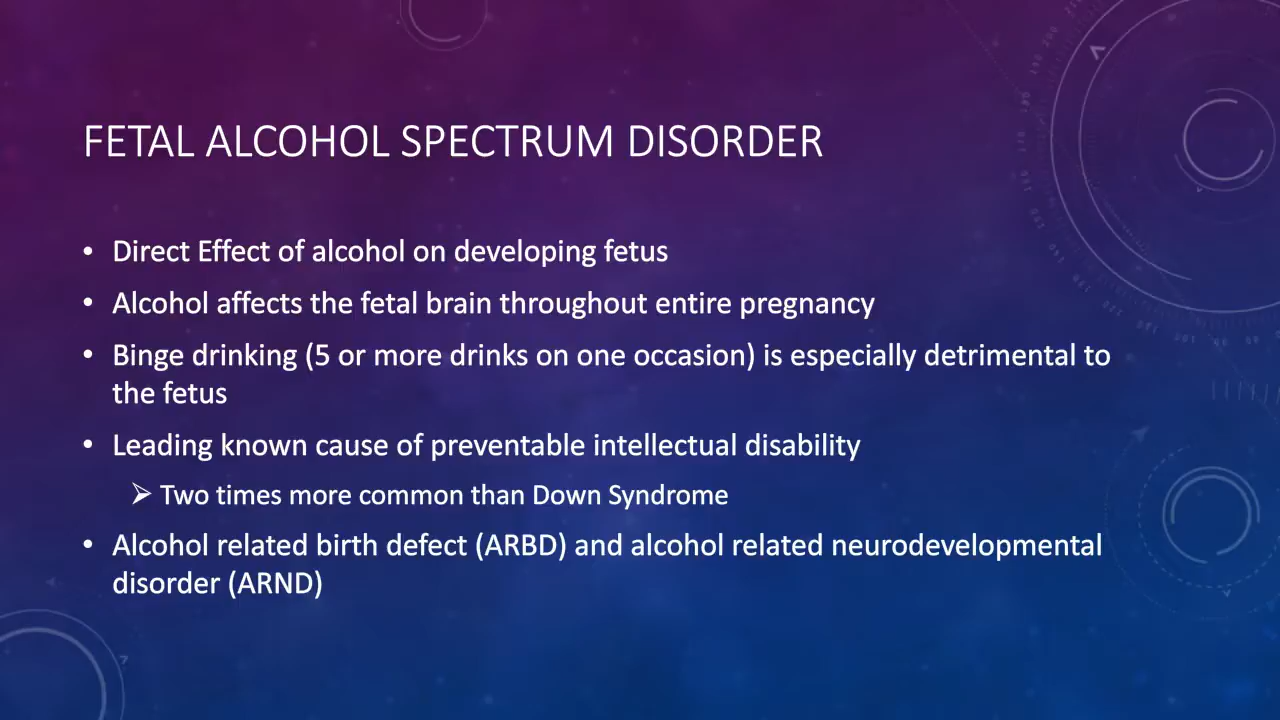 FETAL ALCOHOL SPECTRUM DISORDER
• Direct Effect of alcohol on developing fetus
• Alcohol affects the fetal brain throughout entire pregnancy
• Binge drinking (5 or more drinks on one occasion) is especially detrimental to
the fetus
• Leading known cause of preventable intellectual disability
➢ Two times more common than Down Syndrome
• Alcohol related birth defect (ARBD) and alcohol related neurodevelopmental
disorder (ARND)